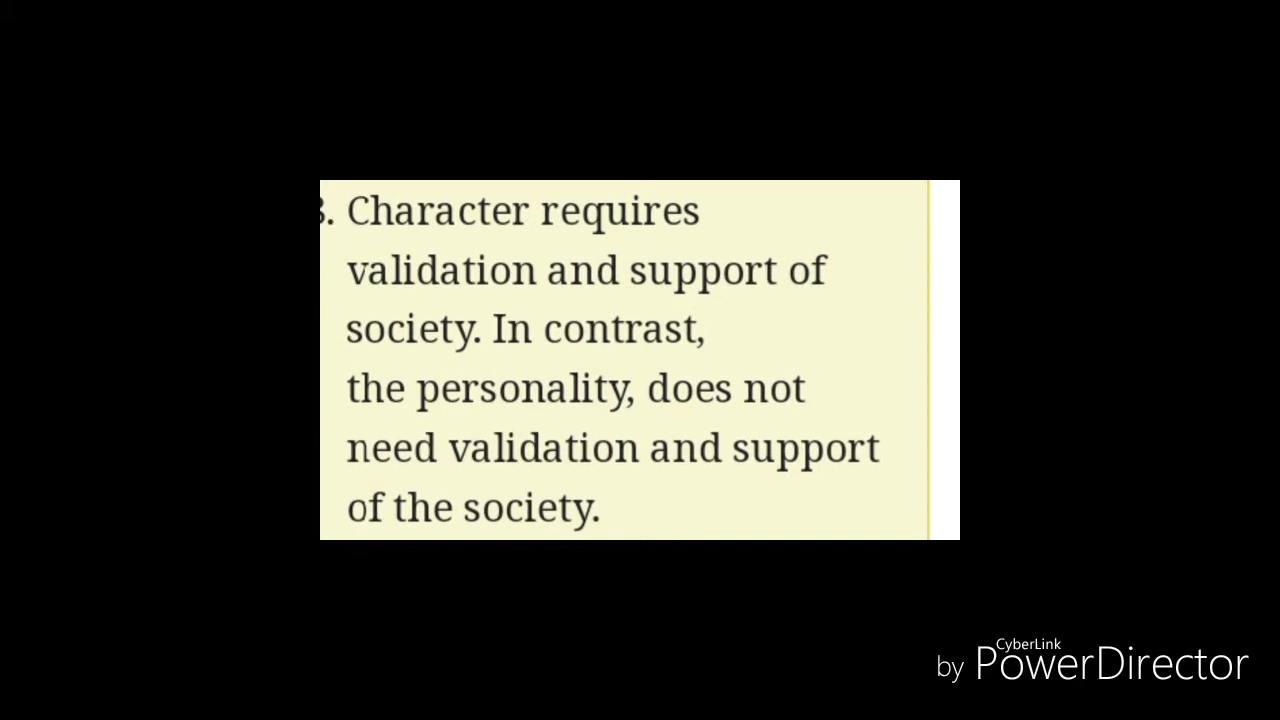 . Character requires
validation and support of
society. In contrast,
the personality, does not
need validation and support
of the society.
CyberLink
by PowerDirector